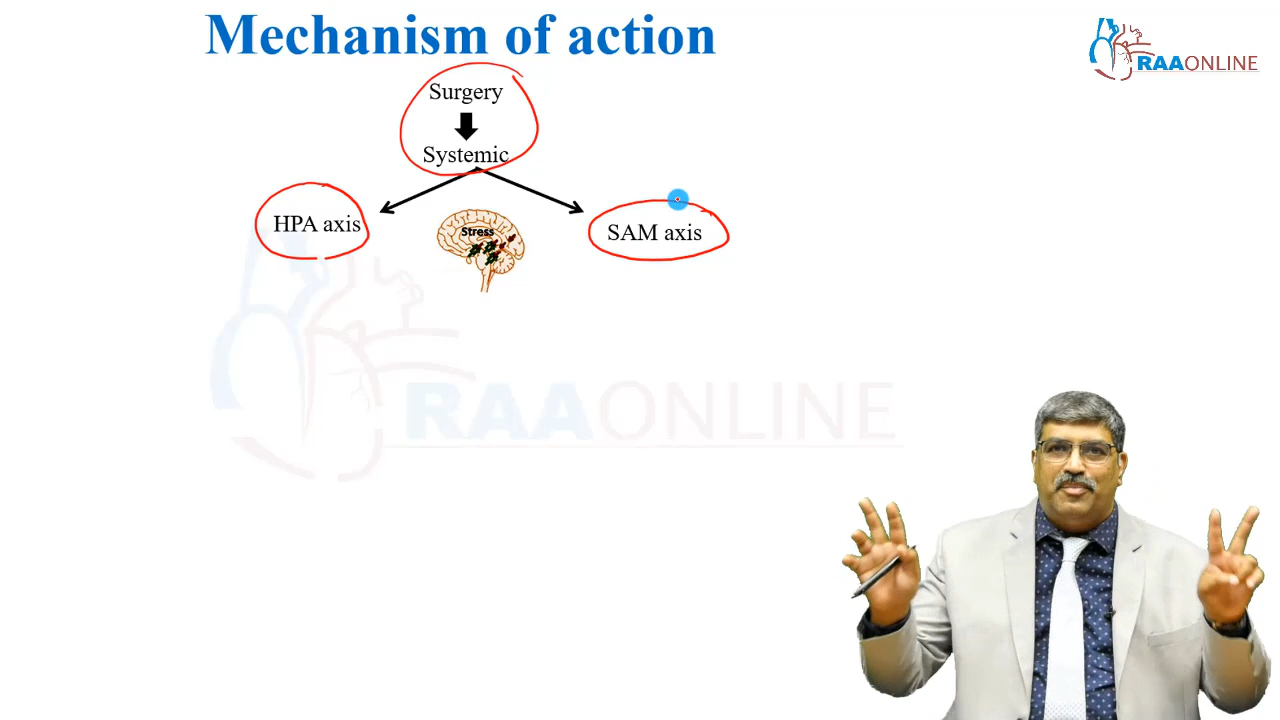 Mechanism of action
RAAONLINE
Surgery
Systemic
HPA axis
Stress
SAM axis
RAAONLINE